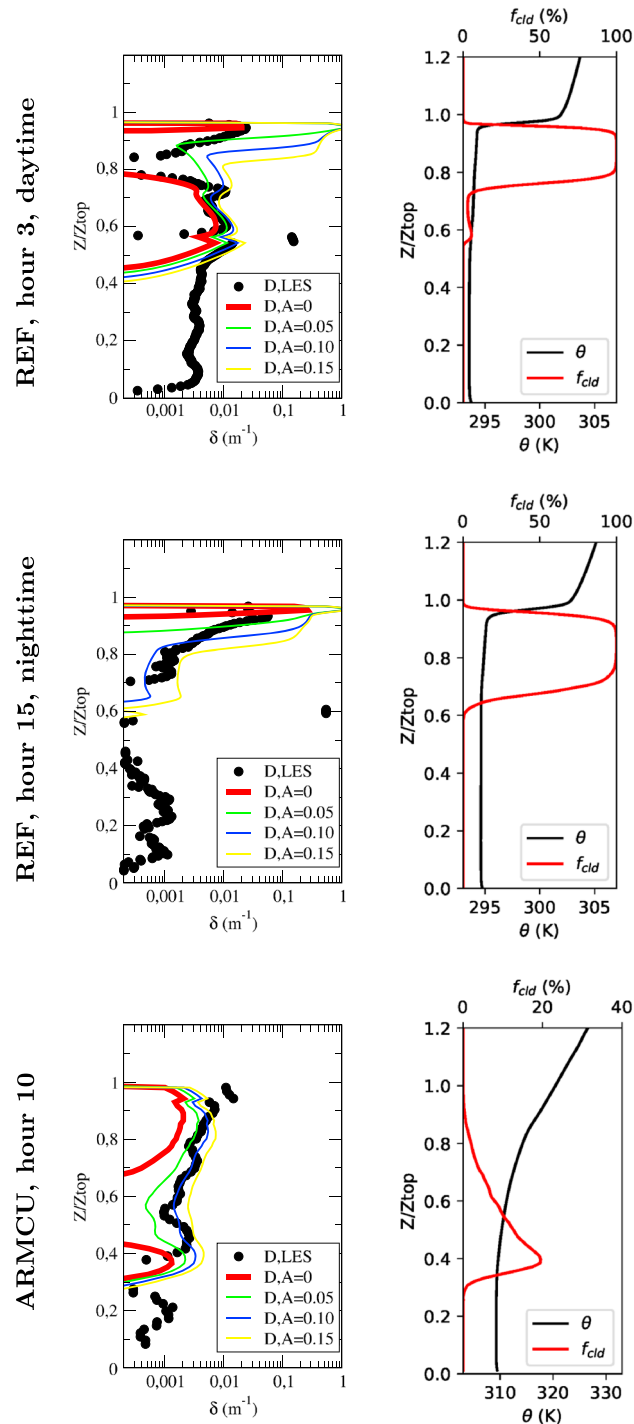 REF, hour 3, daytime
Z/Ztop
1
0.8
0.6
0.4
0.2
0
D,LES
D,A=0
D,A=0.05
D,A=0.10
D,A=0.15
0,001 0,01 0,1 1
δ (m⁻¹)
f_cld (%)
0 50 100
Z/Ztop
1.2
1.0
0.8
0.6
0.4
0.2
0.0
θ
f_cld
295 300 305
θ (K)
REF, hour 15, nighttime
Z/Ztop
1
0.8
0.6
0.4
0.2
0
D,LES
D,A=0
D,A=0.05
D,A=0.10
D,A=0.15
0,001 0,01 0,1 1
δ (m⁻¹)
f_cld (%)
0 50 100
Z/Ztop
1.2
1.0
0.8
0.6
0.4
0.2
0.0
θ
f_cld
295 300 305
θ (K)
ARMCU, hour 10
Z/Ztop
1
0.8
0.6
0.4
0.2
0
D,LES
D,A=0
D,A=0.05
D,A=0.10
D,A=0.15
0,001 0,01 0,1 1
δ (m⁻¹)
f_cld (%)
0 20 40
Z/Ztop
1.2
1.0
0.8
0.6
0.4
0.2
0.0
θ
f_cld
310 320 330
θ (K)